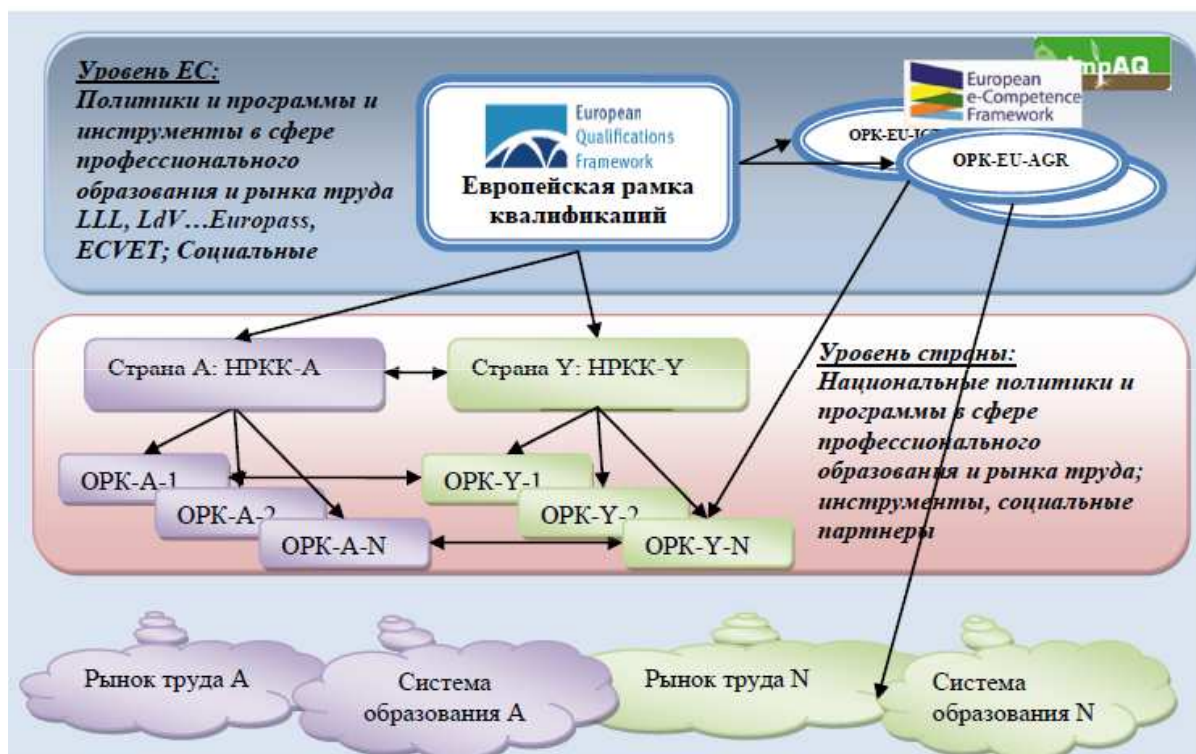 Уровень ЕС:
Политики и программы и
инструменты в сфере
профессионального
образования и рынка труда
LLL, LdV…Europass,
ECVET; Социальные
European
Qualifications
Framework
Европейская рамка
квалификаций
ImpAQ
European
e-Competence
Framework
ОРК-EU-AGR
Страна А: НРКК-А
Страна Y: НРКК-Y
Уровень страны:
Национальные политики и
программы в сфере
профессионального
образования и рынка труда;
инструменты, социальные
партнеры
ОРК-А-1
ОРК-А-2
ОРК-А-N
ОРК-Y-1
ОРК-Y-2
ОРК-Y-N
Рынок труда А
Система
образования А
Рынок труда N
Система
образования N